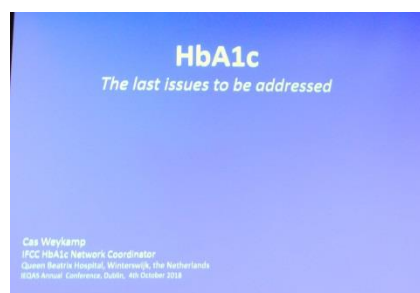 HbA1c
The last issues to be addressed
Cas Weykamp
IFCC HbA1c Network Coordinator
Queen Beatrix Hospital, Winterswijk, the Netherlands
IEQAS Annual Conference, Dublin, 4th October 2018